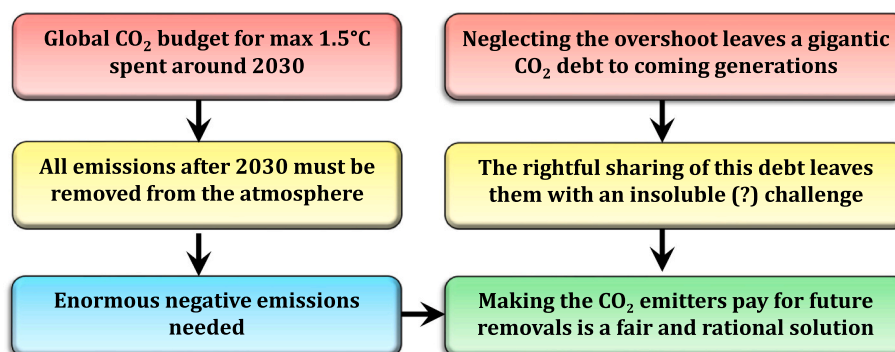 Global CO₂ budget for max 1.5°C
spent around 2030
All emissions after 2030 must be
removed from the atmosphere
Enormous negative emissions
needed
Neglecting the overshoot leaves a gigantic
CO₂ debt to coming generations
The rightful sharing of this debt leaves
them with an insoluble (?) challenge
Making the CO₂ emitters pay for future
removals is a fair and rational solution